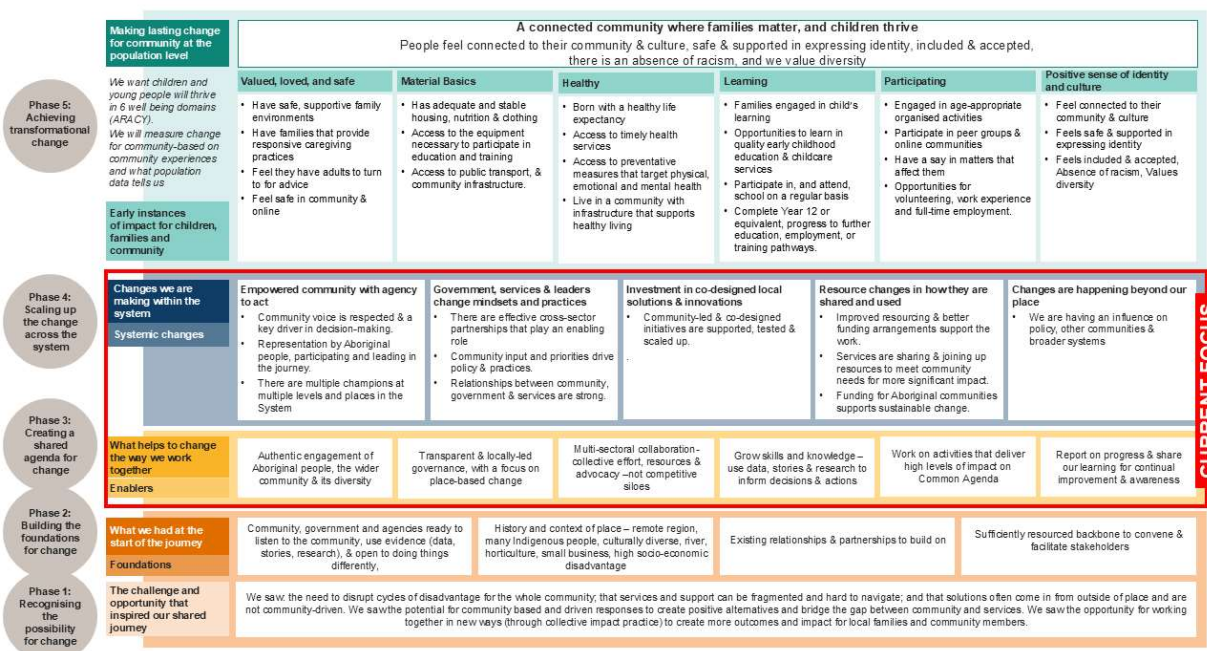 Making lasting change
for community at the
population level
A connected community where families matter, and children thrive
People feel connected to their community & culture, safe & supported in expressing identity, included & accepted,
there is an absence of racism, and we value diversity
Phase 5:
Achieving
transformational
change
We want children and
young people will thrive
in 6 well being domains
(ARACY).
We will measure change
for community-based on
community experiences
and what population
data tells us
Early instances
of impact for children,
families and
community
Valued, loved, and safe
• Have safe, supportive family
environments
• Have families that provide
responsive caregiving
practices
• Feel they have adults to turn
to for advice
• Feel safe in community &
online
Material Basics
• Has adequate and stable
housing, nutrition & clothing
• Access to the equipment
necessary to participate in
education and training
• Access to public transport, &
community infrastructure.
Healthy
• Born with a healthy life
expectancy
• Access to timely health
services
• Access to preventative
measures that target physical,
emotional and mental health
• Live in a community with
infrastructure that supports
healthy living
Learning
• Families engaged in child's
learning
• Opportunities to learn in
quality early childhood
education & childcare
services
• Participate in, and attend,
school on a regular basis
• Complete Year 12 or
equivalent, progress to further
education, employment, or
training pathways.
Participating
• Engaged in age-appropriate
organised activities
• Participate in peer groups &
online communities
• Have a say in matters that
affect them
• Opportunities for
volunteering, work experience
and full-time employment.
Positive sense of identity
and culture
• Feel connected to their
community & culture
• Feels safe & supported in
expressing identity
• Feels included & accepted,
Absence of racism, Values
diversity
Phase 4:
Scaling up
the change
across the
system
Changes we are
making within the
system
Systemic changes
Empowered community with agency
to act
• Community voice is respected & a
key driver in decision-making.
• Representation by Aboriginal
people, participating and leading in
the journey.
• There are multiple champions at
multiple levels and places in the
System
Government, services & leaders
change mindsets and practices
• There are effective cross-sector
partnerships that play an enabling
role
• Community input and priorities drive
policy & practices.
• Relationships between community,
government & services are strong.
Investment in co-designed local
solutions & innovations
• Community-led & co-designed
initiatives are supported, tested &
scaled up.
.
Resource changes in how they are
shared and used
• Improved resourcing & better
funding arrangements support the
work.
• Services are sharing & joining up
resources to meet community
needs for more significant impact.
• Funding for Aboriginal communities
supports sustainable change.
Changes are happening beyond our
place
• We are having an influence on
policy, other communities &
broader systems
CURRENT FOCUS
Phase 3:
Creating a
shared
agenda for
change
What helps to change
the way we work
together
Enablers
Authentic engagement of
Aboriginal people, the wider
community & its diversity
Transparent & locally-led
governance, with a focus on
place-based change
Multi-sectoral collaboration-
collective effort, resources &
advocacy –not competitive
siloes
Grow skills and knowledge –
use data, stories & research to
inform decisions & actions
Work on activities that deliver
high levels of impact on
Common Agenda
Report on progress & share
our learning for continual
improvement & awareness
Phase 2:
Building the
foundations
for change
What we had at the
start of the journey
Foundations
Community, government and agencies ready to
listen to the community, use evidence (data,
stories, research), & open to doing things
differently,
History and context of place – remote region,
many Indigenous people, culturally diverse, river,
horticulture, small business, high socio-economic
disadvantage
Existing relationships & partnerships to build on
Sufficiently resourced backbone to convene &
facilitate stakeholders
Phase 1:
Recognising
the
possibility
for change
The challenge and
opportunity that
inspired our shared
journey
We saw: the need to disrupt cycles of disadvantage for the whole community; that services and support can be fragmented and hard to navigate; and that solutions often come in from outside of place and are
not community-driven. We saw the potential for community based and driven responses to create positive alternatives and bridge the gap between community and services. We saw the opportunity for working
together in new ways (through collective impact practice) to create more outcomes and impact for local families and community members.